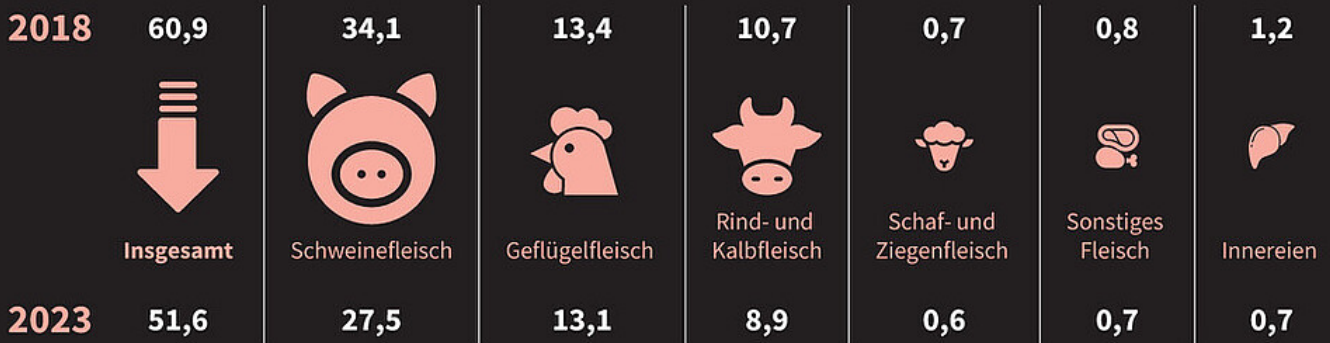 2018 60,9 34,1 13,4 10,7 0,7 0,8 1,2
Insgesamt
Schweinefleisch
Geflügelfleisch
Rind- und
Kalbfleisch
Schaf- und
Ziegenfleisch
Sonstiges
Fleisch
Innereien
2023 51,6 27,5 13,1 8,9 0,6 0,7 0,7